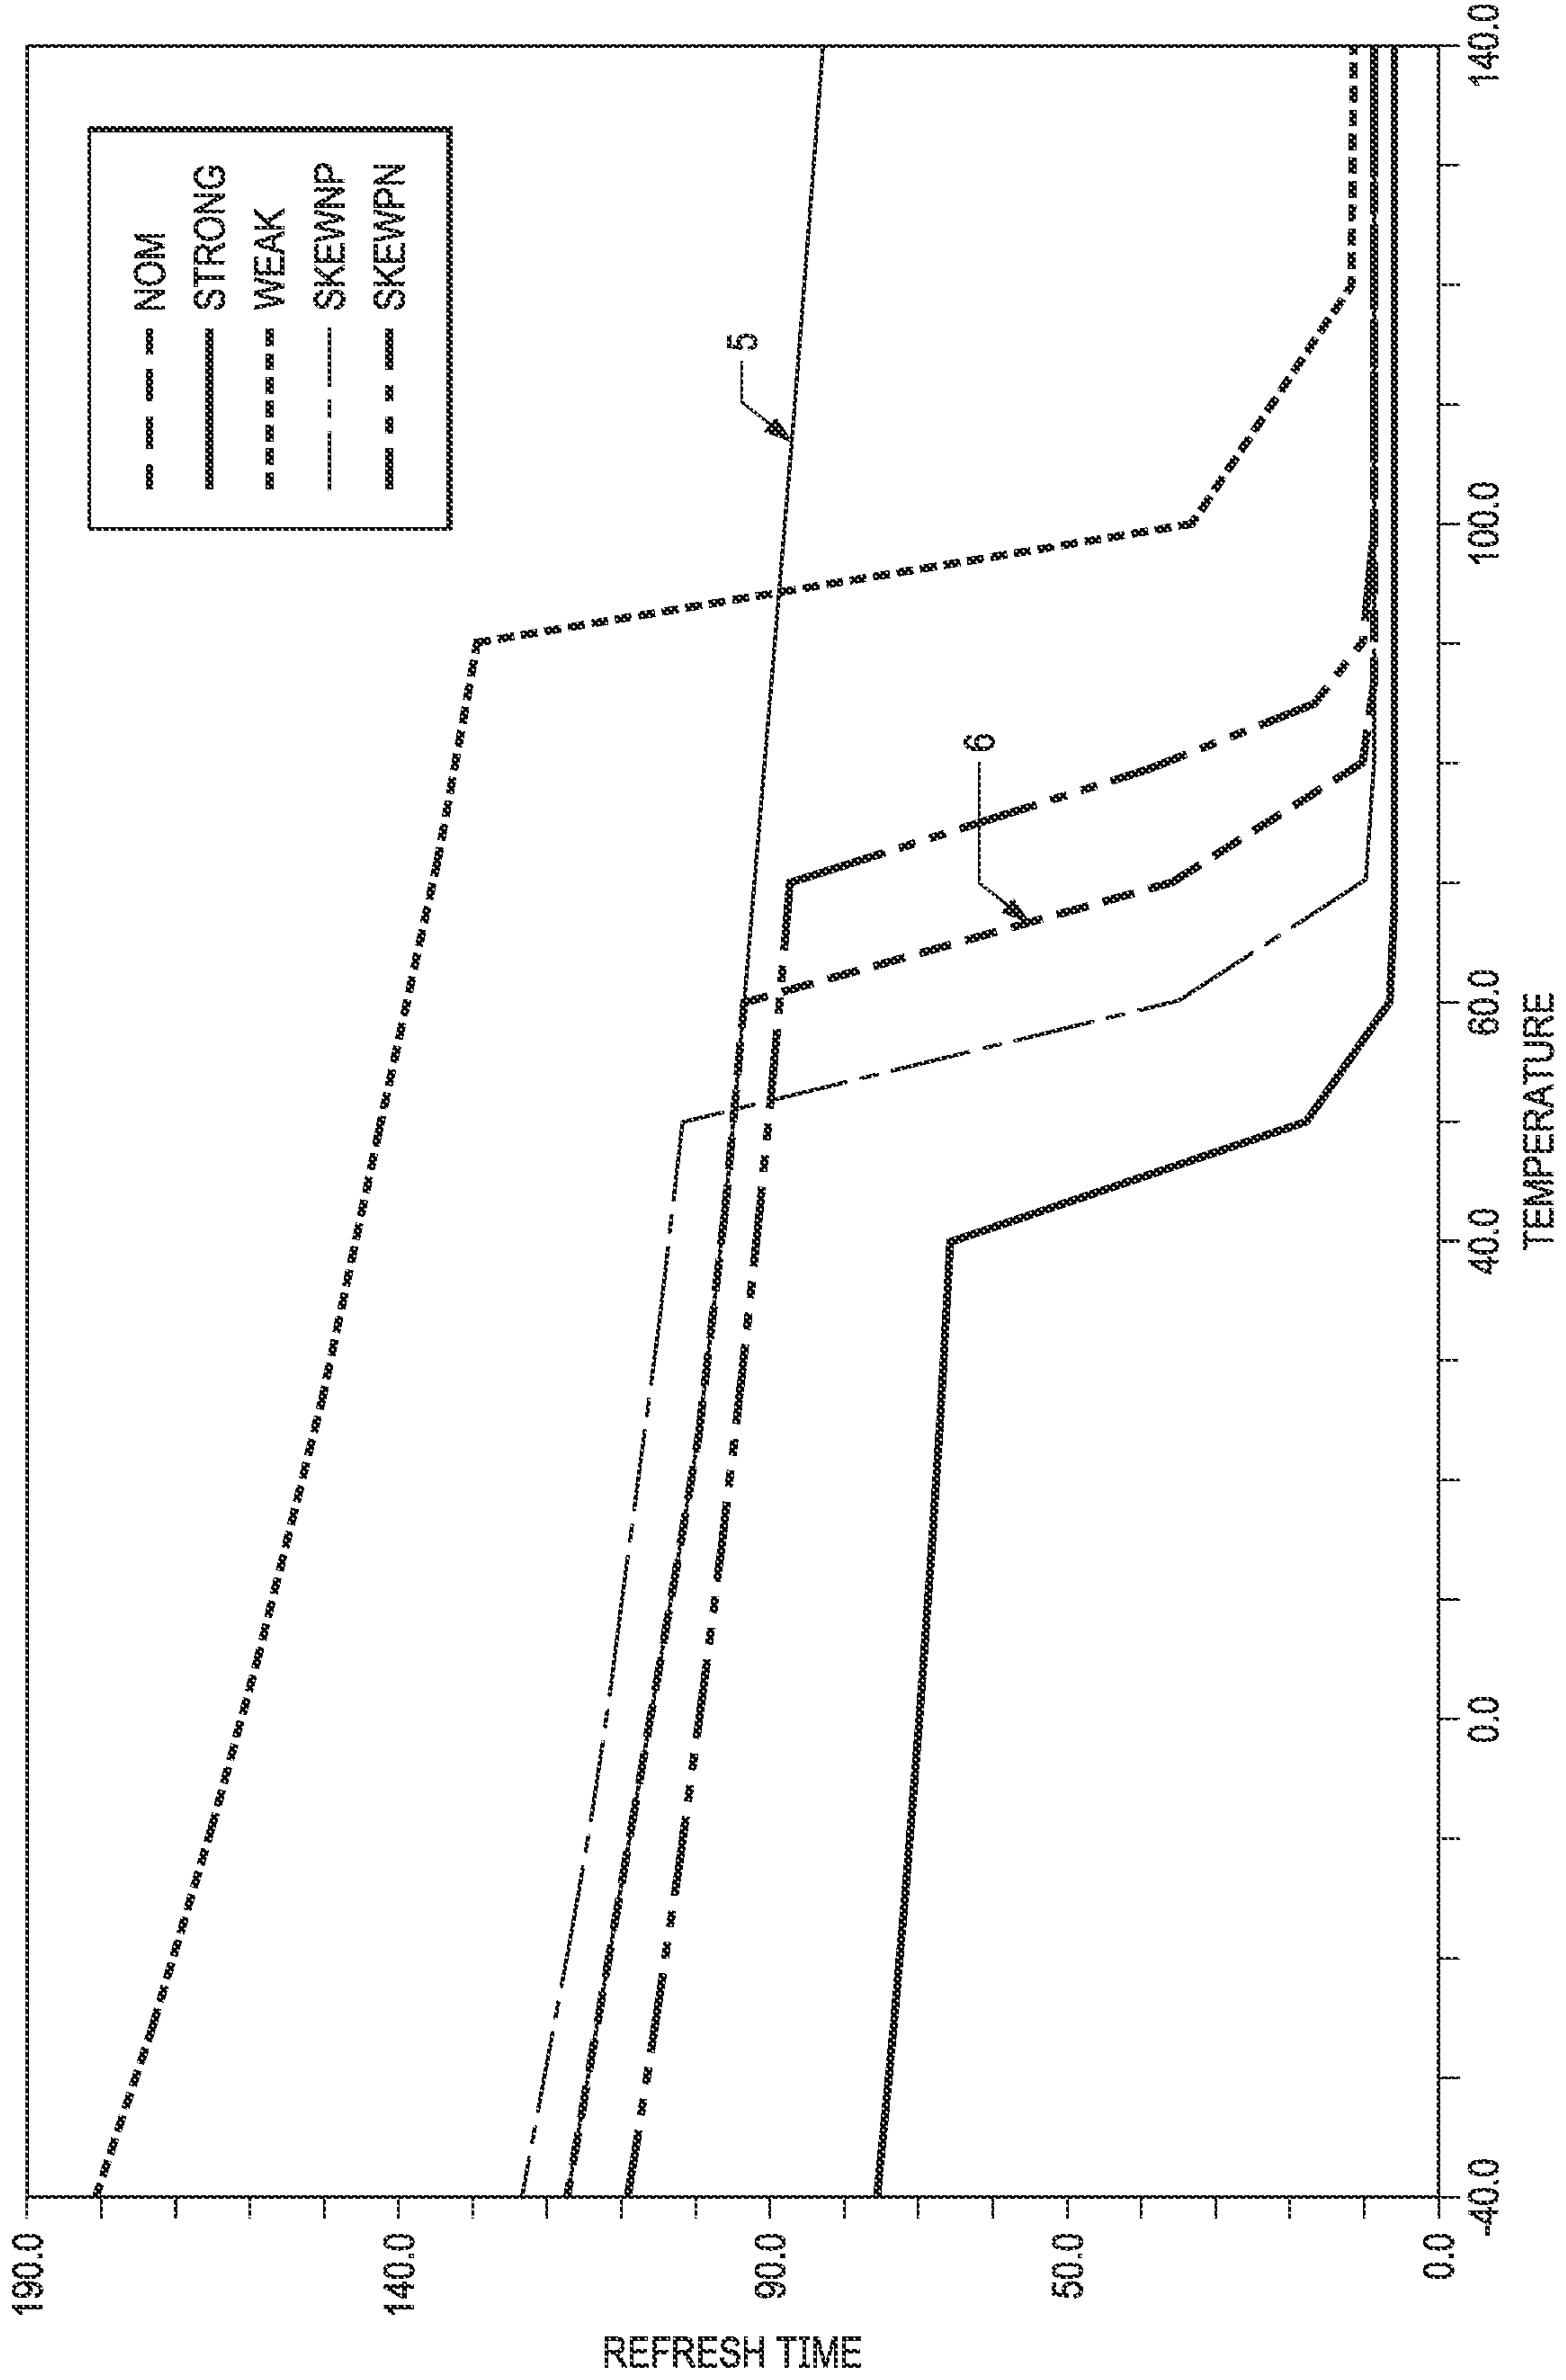 190.0
140.0
90.0
50.0
0.0
REFRESH TIME
-40.0
0.0
40.0
60.0
100.0
140.0
TEMPERATURE
NOM
STRONG
WEAK
SKEWNP
SKEWPN
5
6